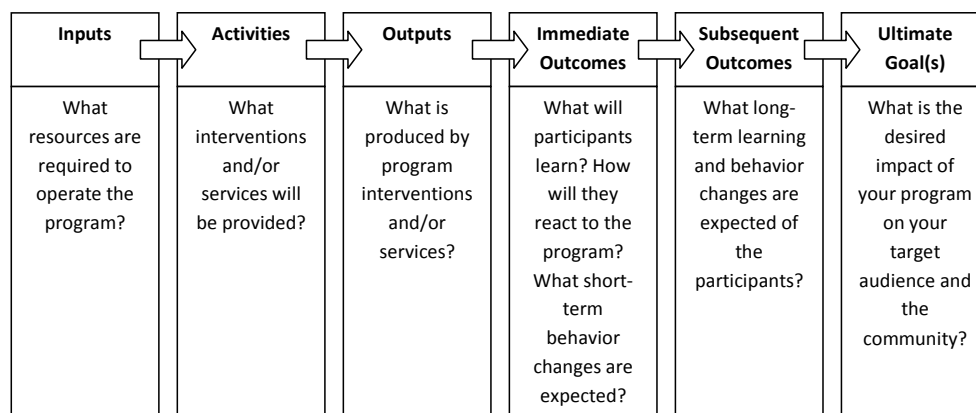 Inputs
What
resources are
required to
operate the
program?
Activities
What
interventions
and/or
services will
be provided?
Outputs
What is
produced by
program
interventions
and/or
services?
Immediate
Outcomes
What will
participants
learn? How
will they
react to the
program?
What short-
term
behavior
changes are
expected?
Subsequent
Outcomes
What long-
term learning
and behavior
changes are
expected of
the
participants?
Ultimate
Goal(s)
What is the
desired
impact of
your program
on your
target
audience and
the
community?